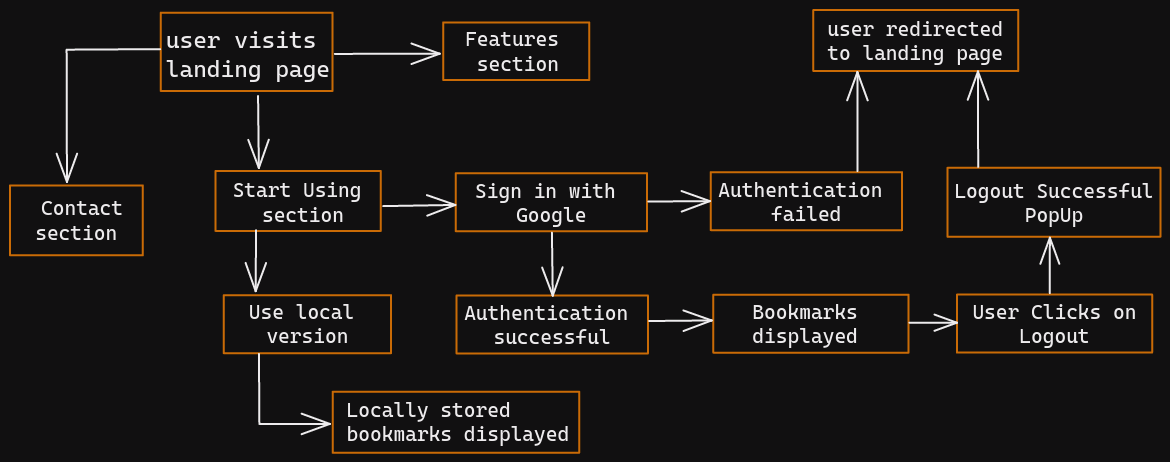 user visits
landing page
Features
section
user redirected
to landing page
Contact
section
Start Using
section
Sign in with
Google
Authentication
failed
Logout Successful
PopUp
Use local
version
Authentication
successful
Bookmarks
displayed
User Clicks on
Logout
Locally stored
bookmarks displayed